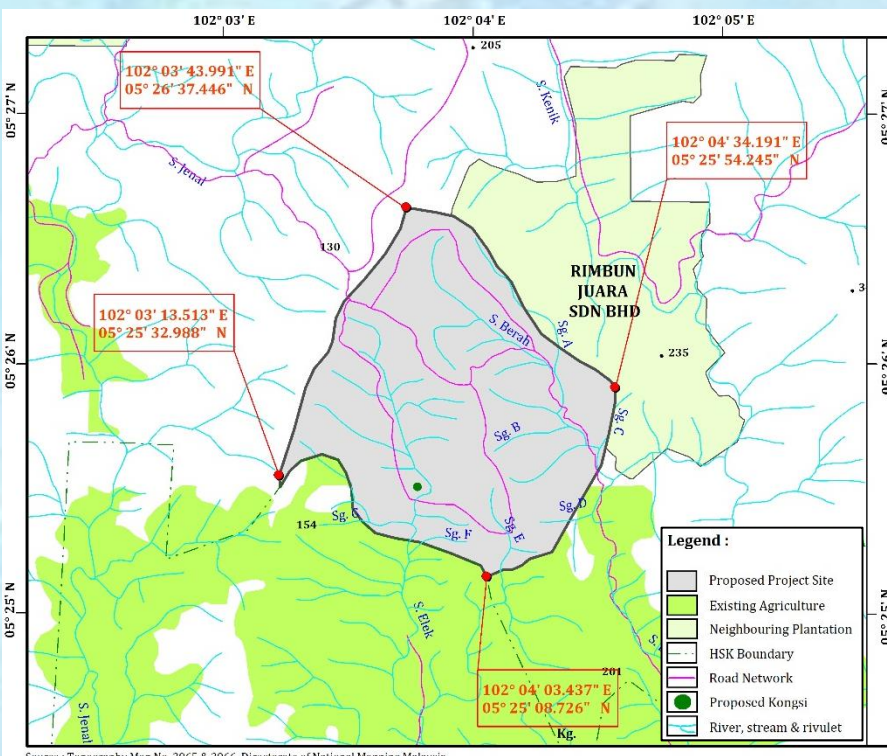 102° 03' E
102° 04' E
102° 05' E
05° 27' N
05° 27' N
05° 26' N
05° 26' N
05° 25' N
05° 25' N
102° 03' 43.991" E
05° 26' 37.446" N
205
S. Kenik
102° 04' 34.191" E
05° 25' 54.245" N
S. Jenal
130
RIMBUN
JUARA
SDN BHD
3
102° 03' 13.513" E
05° 25' 32.988" N
S. Berah
Sg. A
235
Sg. B
Sg. C
Sg. D
154
Sg. F
Sg. E
S. Elek
S. Jenal
102° 04' 03.437" E
05° 25' 08.726" N
201
Kg.
Legend :
Proposed Project Site
Existing Agriculture
Neighbouring Plantation
HSK Boundary
Road Network
Proposed Kongsi
River, stream & rivulet